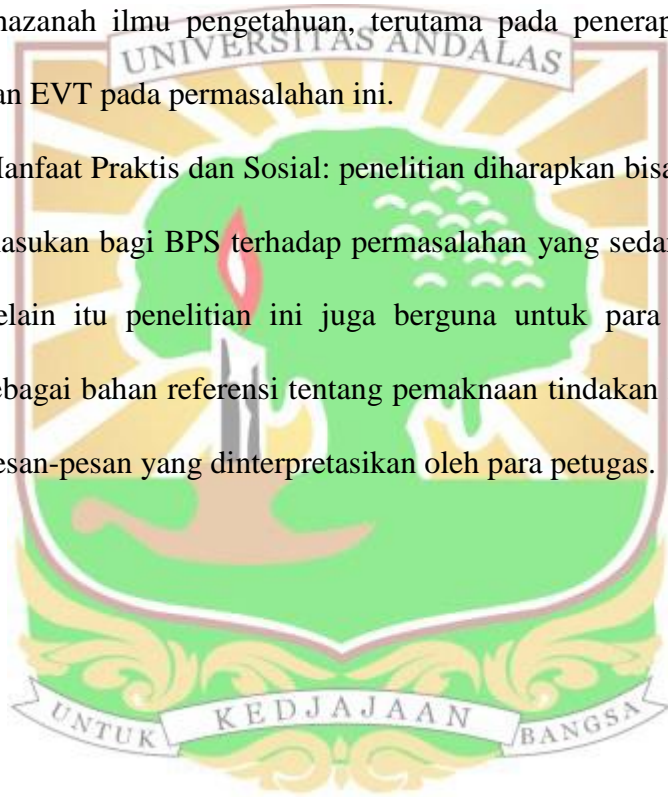 hazanah ilmu pengetahuan, terutama pada penerap
UNIVERSITAS ANDALAS
an EVT pada permasalahan ini.
Manfaat Praktis dan Sosial: penelitian diharapkan bisa
asukan bagi BPS terhadap permasalahan yang sedan
elain itu penelitian ini juga berguna untuk para
ebagai bahan referensi tentang pemaknaan tindakan
esan-pesan yang dinterpretasikan oleh para petugas.
UNTUK KEDJAJAAN BANGSA